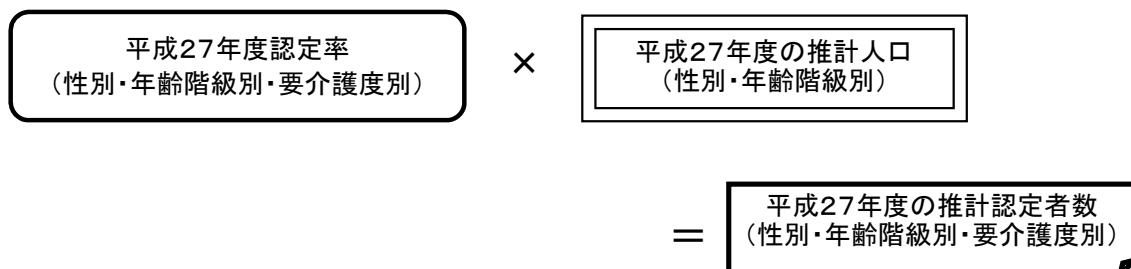 平成27年度認定率
(性別・年齢階級別・要介護度別)
×
平成27年度の推計人口
(性別・年齢階級別)
=
平成27年度の推計認定者数
(性別・年齢階級別・要介護度別)